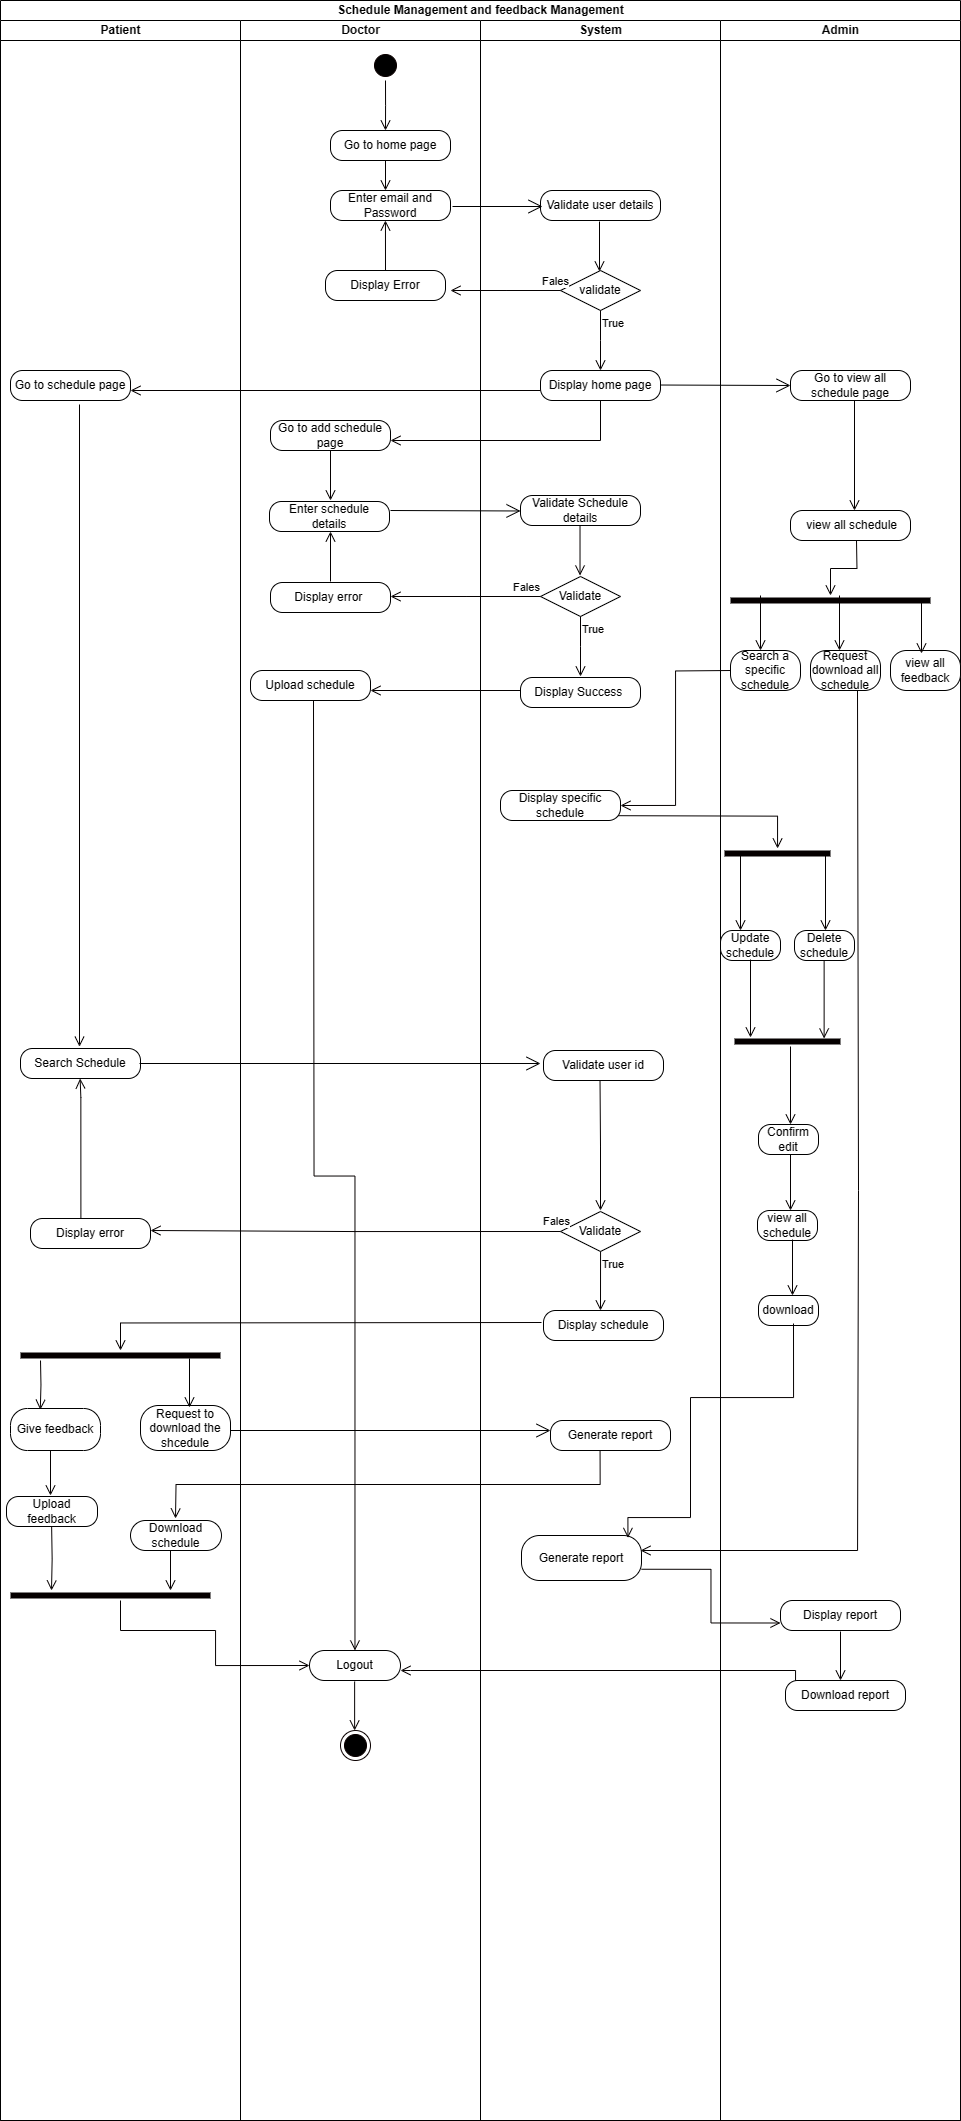 Schedule Management and feedback Management
Patient
Doctor
System
Admin
Go to home page
Enter email and
Password
Validate user details
Display Error
Fales
validate
True
Go to schedule page
Display home page
Go to view all
schedule page
Go to add schedule
page
Enter schedule
details
Validate Schedule
details
view all schedule
Display error
Fales
Validate
True
Search a
specific
schedule
Request
download all
schedule
view all
feedback
Upload schedule
Display Success
Display specific
schedule
Update
schedule
Delete
schedule
Search Schedule
Validate user id
Confirm
edit
Display error
Fales
Validate
True
view all
schedule
download
Display schedule
Give feedback
Request to
download the
shcedule
Generate report
Upload
feedback
Download
schedule
Generate report
Display report
Logout
Download report